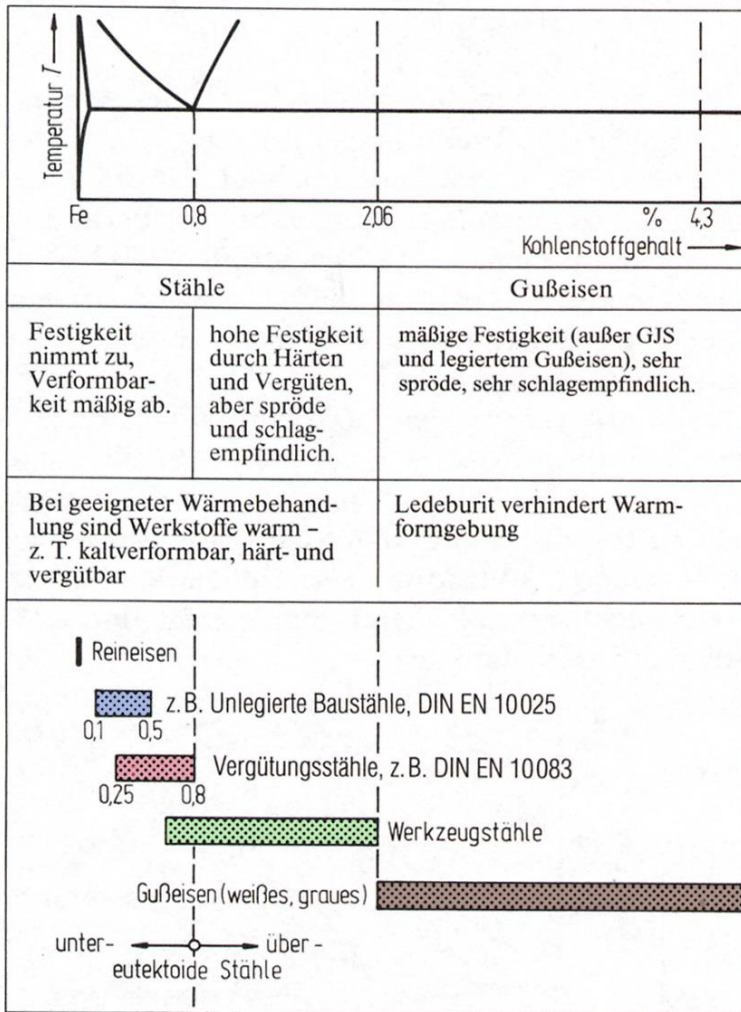 Temperatur T
Fe 0,8 2,06 % 4,3
Kohlenstoffgehalt
Stähle
Gußeisen
Festigkeit
nimmt zu,
Verformbar-
keit mäßig ab.
hohe Festigkeit
durch Härten
und Vergüten,
aber spröde
und schlag-
empfindlich.
mäßige Festigkeit (außer GJS
und legiertem Gußeisen), sehr
spröde, sehr schlagempfindlich.
Bei geeigneter Wärmebehand-
lung sind Werkstoffe warm –
z. T. kaltverformbar, härt- und
vergütbar
Ledeburit verhindert Warm-
formgebung
Reineisen
z.B. Unlegierte Baustähle, DIN EN 10025
0,1 0,5
Vergütungsstähle, z.B. DIN EN 10083
0,25 0,8
Werkzeugstähle
Gußeisen (weißes, graues)
unter- über-
eutektoide Stähle